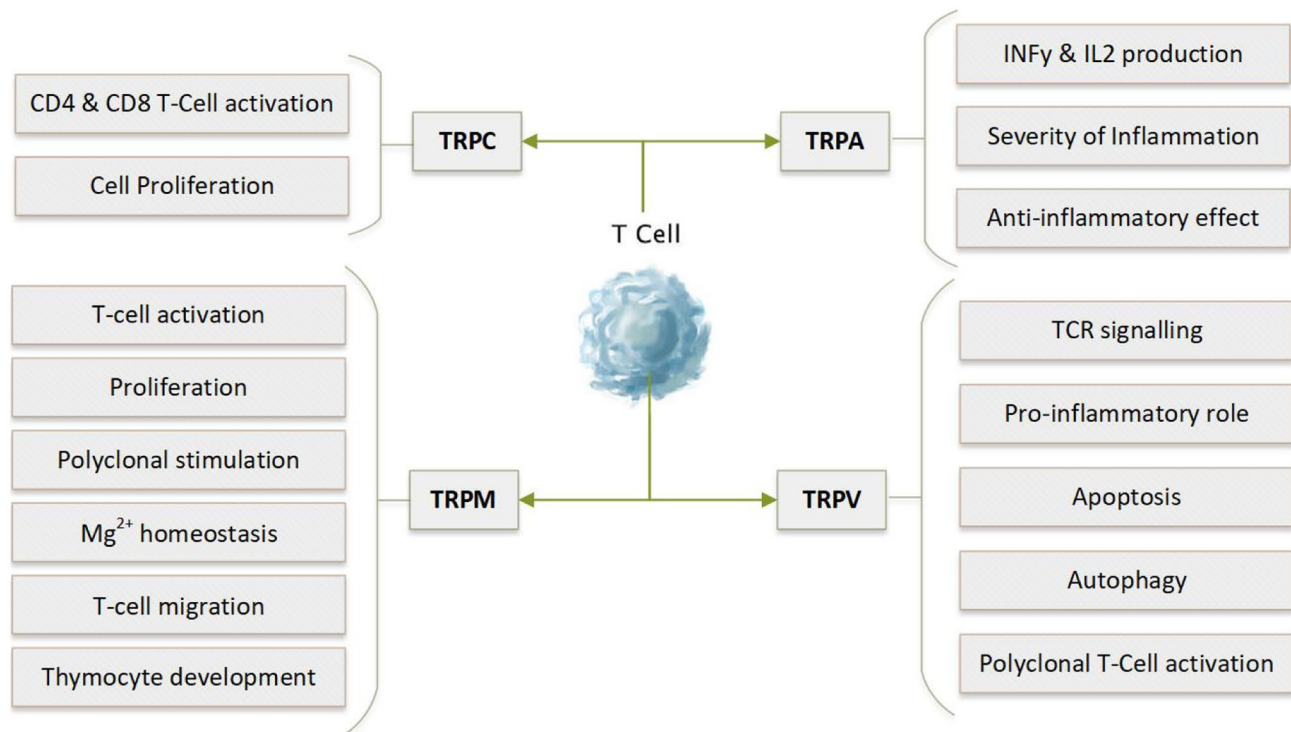 CD4 & CD8 T-Cell activation
Cell Proliferation
TRPC
TRPA
INFy & IL2 production
Severity of Inflammation
Anti-inflammatory effect
T Cell
T-cell activation
Proliferation
Polyclonal stimulation
Mg²⁺ homeostasis
T-cell migration
Thymocyte development
TRPM
TRPV
TCR signalling
Pro-inflammatory role
Apoptosis
Autophagy
Polyclonal T-Cell activation